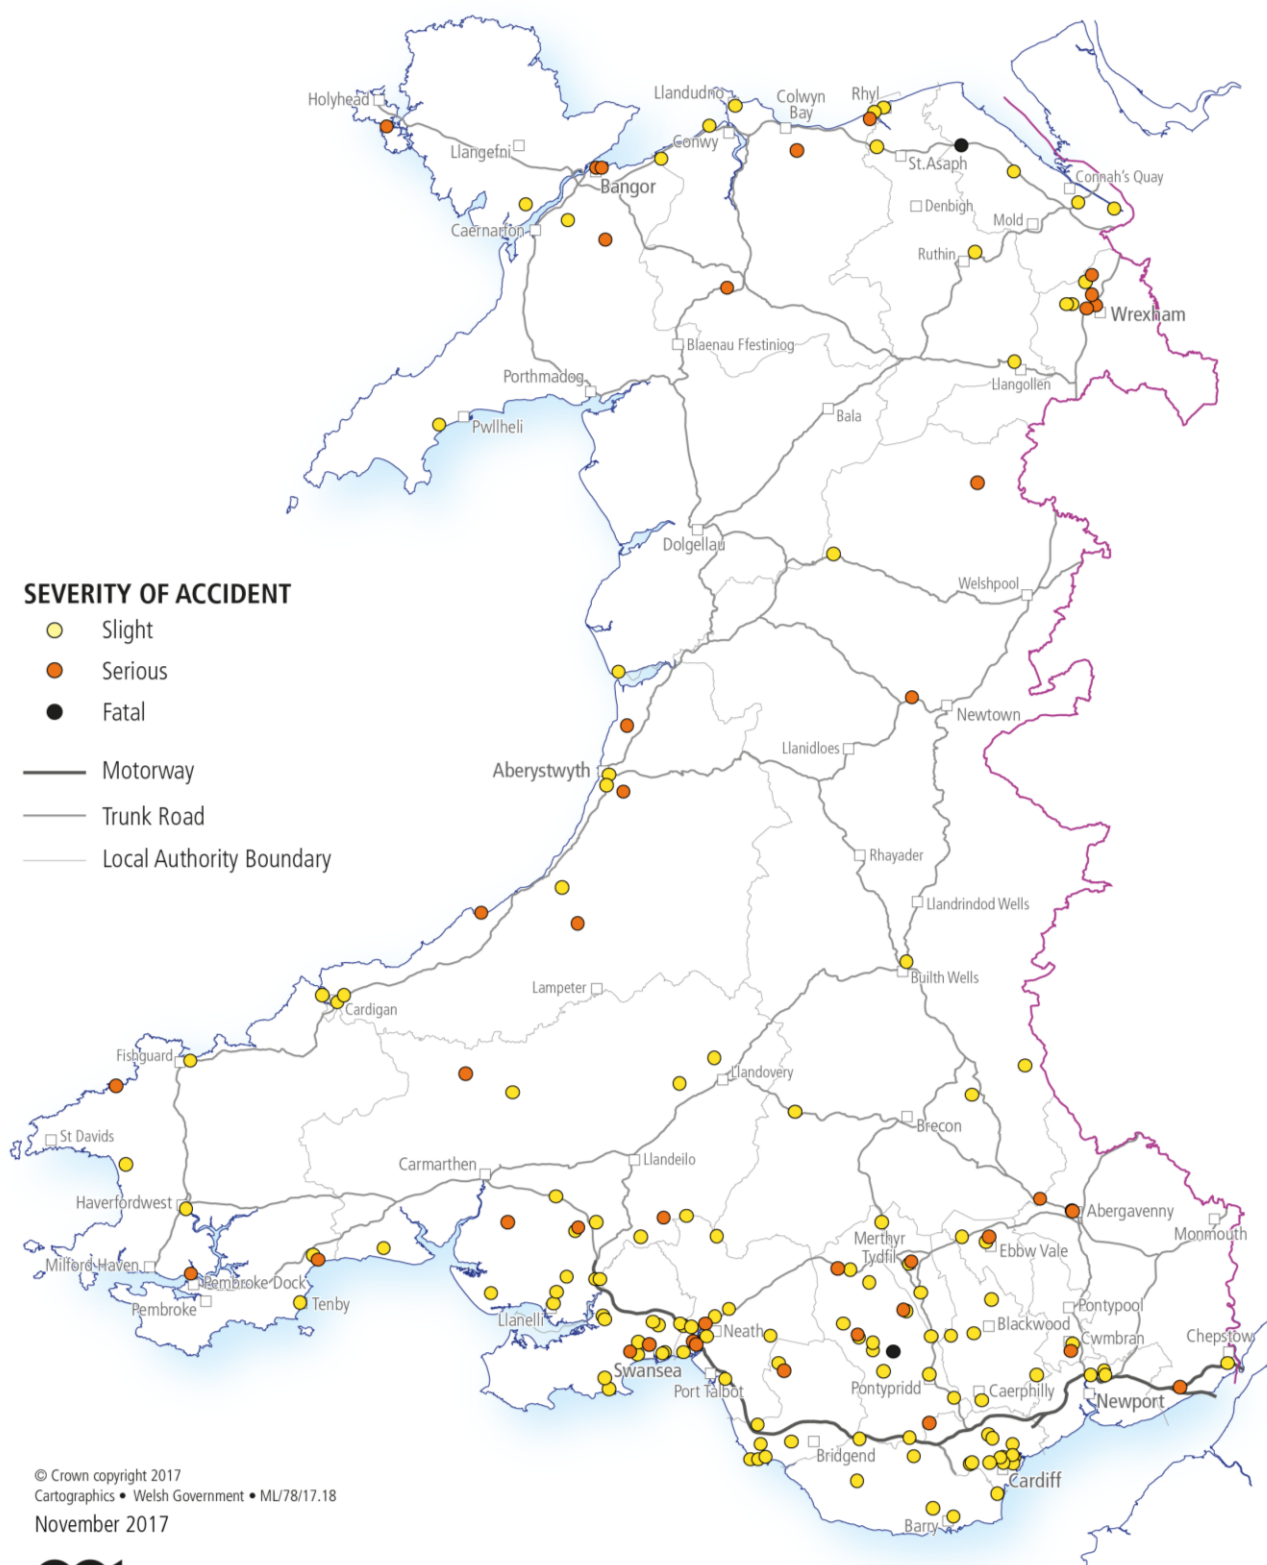 Holyhead
Llandudno
Colwyn
Bay
Rhyl
Llangefni
Conwy
St.Asaph
Connah's Quay
Bangor
Denbigh
Mold
Caernarfon
Ruthin
Wrexham
Blaenau Ffestiniog
Llangollen
Porthmadog
Bala
Pwllheli
Dolgellau
Welshpool
SEVERITY OF ACCIDENT
Slight
Serious
Fatal
Motorway
Trunk Road
Local Authority Boundary
Newtown
Llanidloes
Aberystwyth
Rhayader
Llandrindod Wells
Builth Wells
Lampeter
Cardigan
Fishguard
Llandovery
Brecon
St Davids
Carmarthen
Llandeilo
Haverfordwest
Abergavenny
Monmouth
Merthyr
Tydfil
Ebbw Vale
Milford Haven
Pembroke Dock
Pembroke
Tenby
Llanelli
Neath
Pontypool
Blackwood
Cwmbran
Chepstow
Swansea
Port Talbot
Pontypridd
Caerphilly
Newport
Bridgend
Cardiff
Barry
© Crown copyright 2017
Cartographics • Welsh Government • ML/78/17.18
November 2017